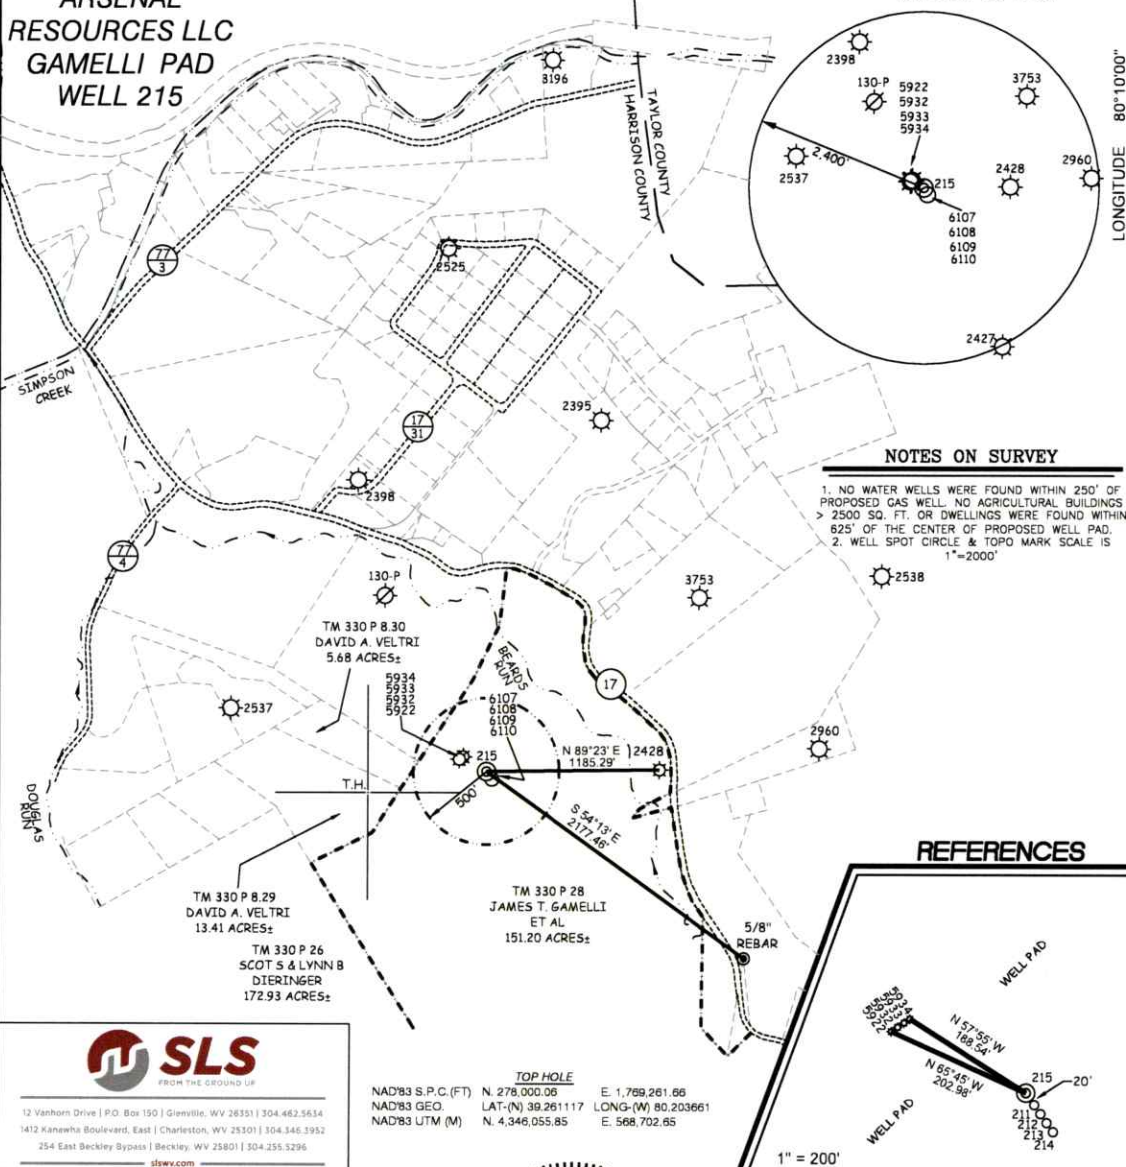 ARSENAL
RESOURCES LLC
GAMELLI PAD
WELL 215
3196
TAYLOR COUNTY
HARRISON COUNTY
2398
130-P
5922
5932
5933
5934
3753
2,400'
2537
2428
2960
215
6107
6108
6109
6110
2427
LONGITUDE 80°10'00"
77
3
2525
SIMPSON
CREEK
17
31
2395
2398
NOTES ON SURVEY
1. NO WATER WELLS WERE FOUND WITHIN 250' OF
PROPOSED GAS WELL. NO AGRICULTURAL BUILDINGS
> 2500 SQ. FT. OR DWELLINGS WERE FOUND WITHIN
625' OF THE CENTER OF PROPOSED WELL PAD.
2. WELL SPOT CIRCLE & TOPO MARK SCALE IS
1"=2000'
77
4
130-P
3753
2538
TM 330 P 8.30
DAVID A. VELTRI
5.68 ACRES±
BEARDS
RUN
17
5934
5933
5932
5922
6107
6108
6109
6110
2537
2960
215
N 89°23' E
1185.29'
2428
T.H.
500'
S 54°13' E
2177.46'
DOUGLAS
RUN
TM 330 P 8.29
DAVID A. VELTRI
13.41 ACRES±
TM 330 P 28
JAMES T. GAMELLI
ET AL
151.20 ACRES±
5/8"
REBAR
TM 330 P 26
SCOT S & LYNN B
DIERINGER
172.93 ACRES±
REFERENCES
WELL PAD
5934
5933
5932
5922
N 57°55' W
188.54'
N 65°45' W
202.98'
215
20'
211
212
213
214
WELL PAD
1" = 200'
SLS
FROM THE GROUND UP
12 Vanhorn Drive | P.O. Box 150 | Glenville, WV 26351 | 304.462.5634
1412 Kanawha Boulevard, East | Charleston, WV 25301 | 304.346.3952
254 East Beckley Bypass | Beckley, WV 25801 | 304.255.5296
slswv.com
TOP HOLE
NAD'83 S.P.C.(FT) N. 278,000.06 E. 1,769,261.66
NAD'83 GEO. LAT-(N) 39.261117 LONG-(W) 80.203661
NAD'83 UTM (M) N. 4,346,055.85 E. 568,702.65